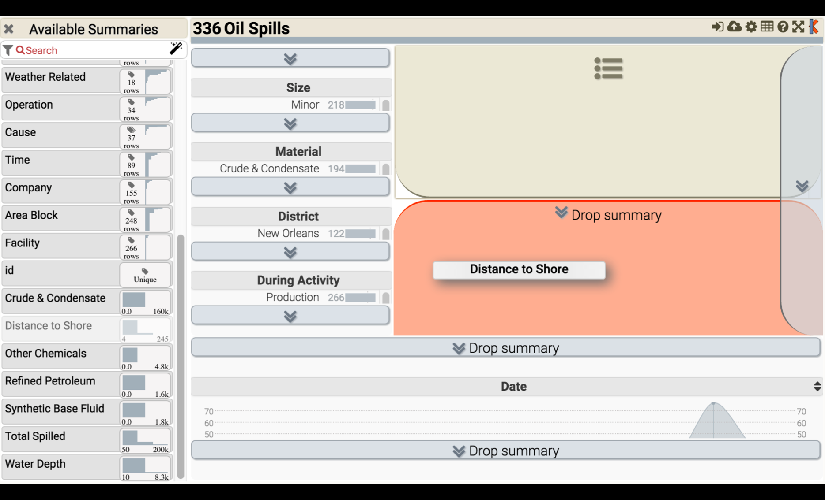 Available Summaries
336 Oil Spills
Search
rows
Weather Related
18
rows
Operation
34
rows
Cause
37
rows
Time
89
rows
Company
155
rows
Area Block
248
rows
Facility
266
rows
id
Unique
Crude & Condensate
0.0 160k
Distance to Shore
4 245
Other Chemicals
0.0 4.8k
Refined Petroleum
0.0 1.6k
Synthetic Base Fluid
0.0 1.8k
Total Spilled
50 200k
Water Depth
10 8.3k
Size
Minor 218
Material
Crude & Condensate 194
District
New Orleans 122
During Activity
Production 266
Drop summary
Distance to Shore
Drop summary
Date
70 70
60 60
50 50
Drop summary